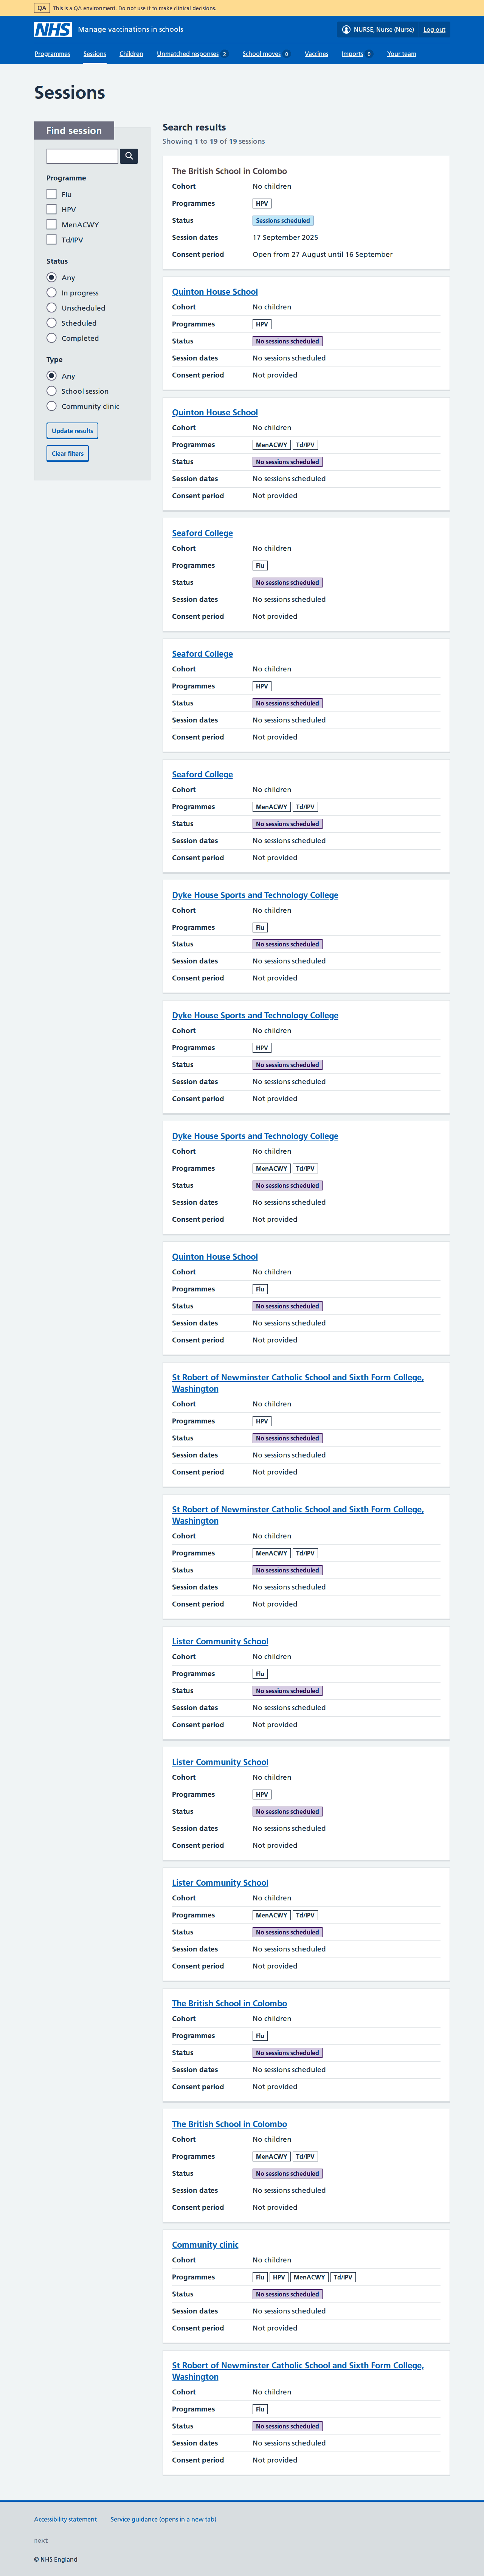 QA This is a QA environment. Do not use it to make clinical decisions.
NHS Manage vaccinations in schools NURSE, Nurse (Nurse) Log out
Programmes Sessions Children Unmatched responses 2 School moves 0 Vaccines Imports 0 Your team
Sessions
Find session
Programme
Flu
HPV
MenACWY
Td/IPV
Status
Any
In progress
Unscheduled
Scheduled
Completed
Type
Any
School session
Community clinic
Update results
Clear filters
Search results
Showing 1 to 19 of 19 sessions
The British School in Colombo
Cohort No children
Programmes HPV
Status Sessions scheduled
Session dates 17 September 2025
Consent period Open from 27 August until 16 September
Quinton House School
Cohort No children
Programmes HPV
Status No sessions scheduled
Session dates No sessions scheduled
Consent period Not provided
Quinton House School
Cohort No children
Programmes MenACWY Td/IPV
Status No sessions scheduled
Session dates No sessions scheduled
Consent period Not provided
Seaford College
Cohort No children
Programmes Flu
Status No sessions scheduled
Session dates No sessions scheduled
Consent period Not provided
Seaford College
Cohort No children
Programmes HPV
Status No sessions scheduled
Session dates No sessions scheduled
Consent period Not provided
Seaford College
Cohort No children
Programmes MenACWY Td/IPV
Status No sessions scheduled
Session dates No sessions scheduled
Consent period Not provided
Dyke House Sports and Technology College
Cohort No children
Programmes Flu
Status No sessions scheduled
Session dates No sessions scheduled
Consent period Not provided
Dyke House Sports and Technology College
Cohort No children
Programmes HPV
Status No sessions scheduled
Session dates No sessions scheduled
Consent period Not provided
Dyke House Sports and Technology College
Cohort No children
Programmes MenACWY Td/IPV
Status No sessions scheduled
Session dates No sessions scheduled
Consent period Not provided
Quinton House School
Cohort No children
Programmes Flu
Status No sessions scheduled
Session dates No sessions scheduled
Consent period Not provided
St Robert of Newminster Catholic School and Sixth Form College,
Washington
Cohort No children
Programmes HPV
Status No sessions scheduled
Session dates No sessions scheduled
Consent period Not provided
St Robert of Newminster Catholic School and Sixth Form College,
Washington
Cohort No children
Programmes MenACWY Td/IPV
Status No sessions scheduled
Session dates No sessions scheduled
Consent period Not provided
Lister Community School
Cohort No children
Programmes Flu
Status No sessions scheduled
Session dates No sessions scheduled
Consent period Not provided
Lister Community School
Cohort No children
Programmes HPV
Status No sessions scheduled
Session dates No sessions scheduled
Consent period Not provided
Lister Community School
Cohort No children
Programmes MenACWY Td/IPV
Status No sessions scheduled
Session dates No sessions scheduled
Consent period Not provided
The British School in Colombo
Cohort No children
Programmes Flu
Status No sessions scheduled
Session dates No sessions scheduled
Consent period Not provided
The British School in Colombo
Cohort No children
Programmes MenACWY Td/IPV
Status No sessions scheduled
Session dates No sessions scheduled
Consent period Not provided
Community clinic
Cohort No children
Programmes Flu HPV MenACWY Td/IPV
Status No sessions scheduled
Session dates No sessions scheduled
Consent period Not provided
St Robert of Newminster Catholic School and Sixth Form College,
Washington
Cohort No children
Programmes Flu
Status No sessions scheduled
Session dates No sessions scheduled
Consent period Not provided
Accessibility statement Service guidance (opens in a new tab)
next
© NHS England